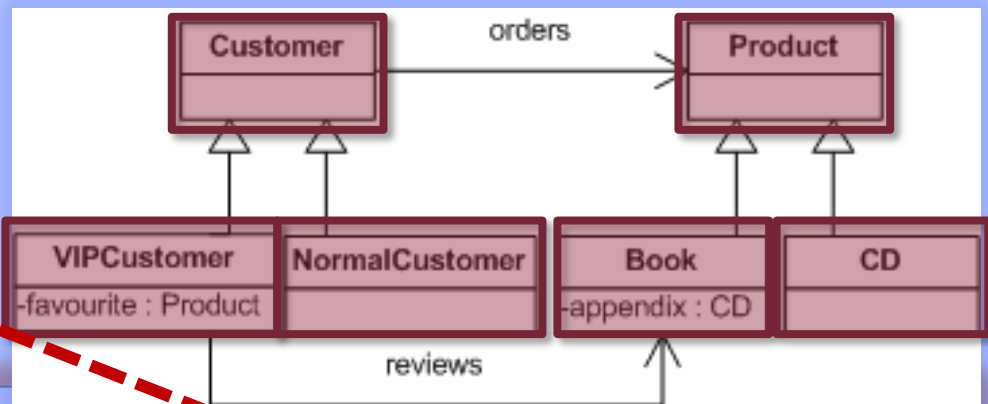 orders
Customer
Product
VIPCustomer
NormalCustomer
Book
CD
-favourite : Product
-appendix : CD
reviews